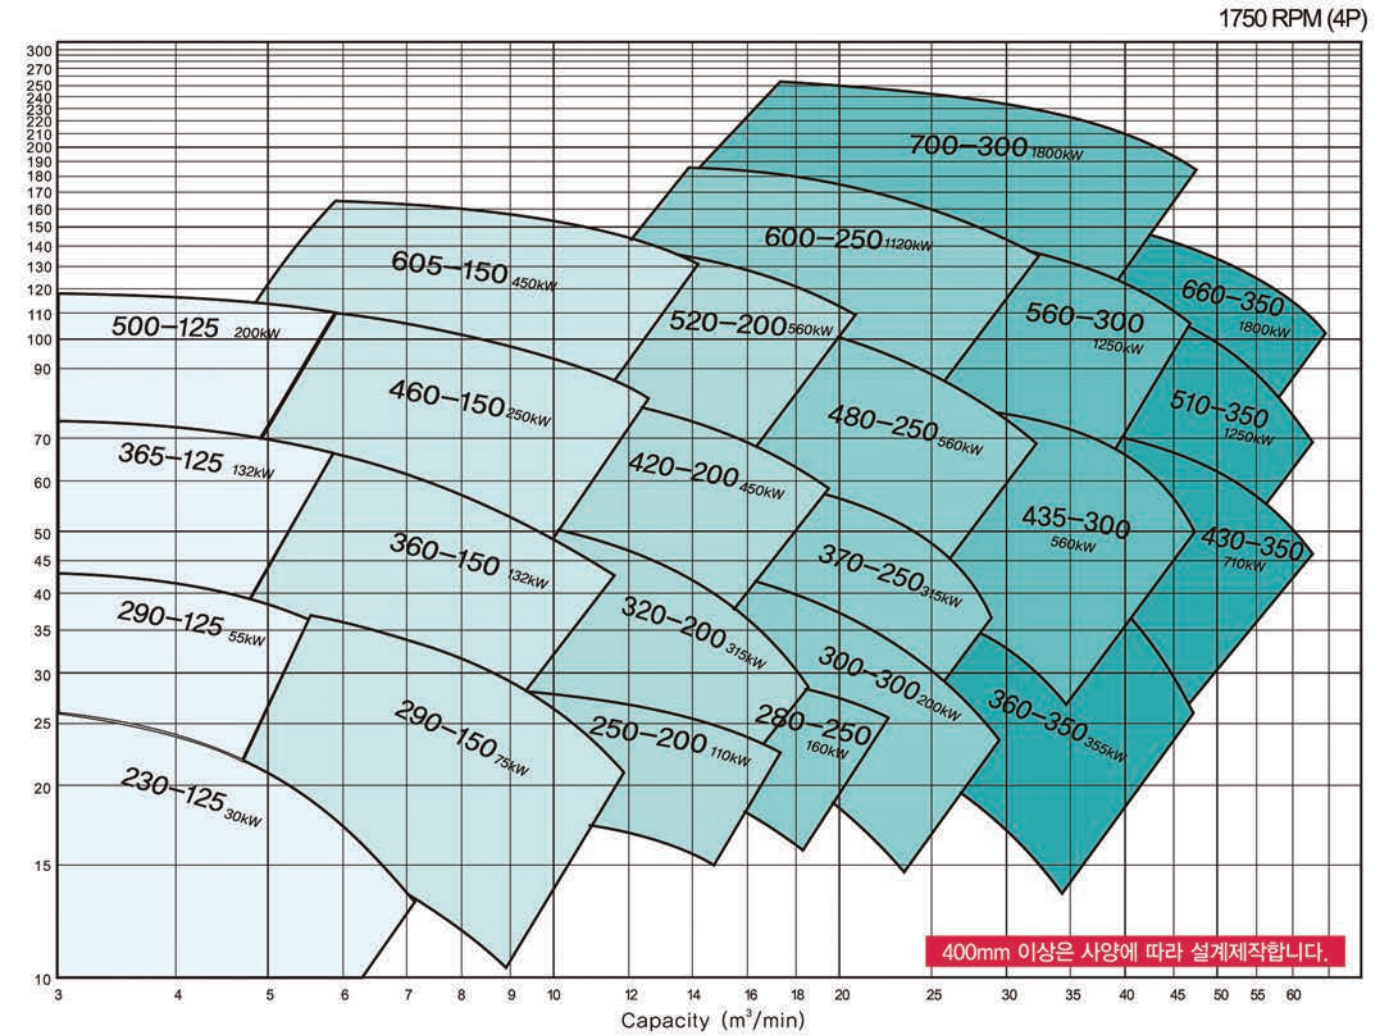 1750 RPM (4P)
300
270
250
240
230
220
210
200
190
180
170
160
150
140
130
120
110
100
90
70
60
50
45
40
35
30
25
20
15
10
700-300 1800kW
600-250 1120kW
605-150 450kW
660-350 1800kW
560-300 1250kW
520-200 560kW
500-125 200kW
460-150 250kW
480-250 560kW
510-350 1250kW
365-125 132kW
420-200 450kW
435-300 560kW
430-350 710kW
360-150 132kW
370-250 315kW
290-125 55kW
320-200 315kW
300-300 200kW
360-350 355kW
290-150 75kW
250-200 110kW
280-250 160kW
230-125 30kW
400mm 이상은 사양에 따라 설계제작합니다.
3 4 5 6 7 8 9 10 12 14 16 18 20 25 30 35 40 45 50 55 60
Capacity (m³/min)